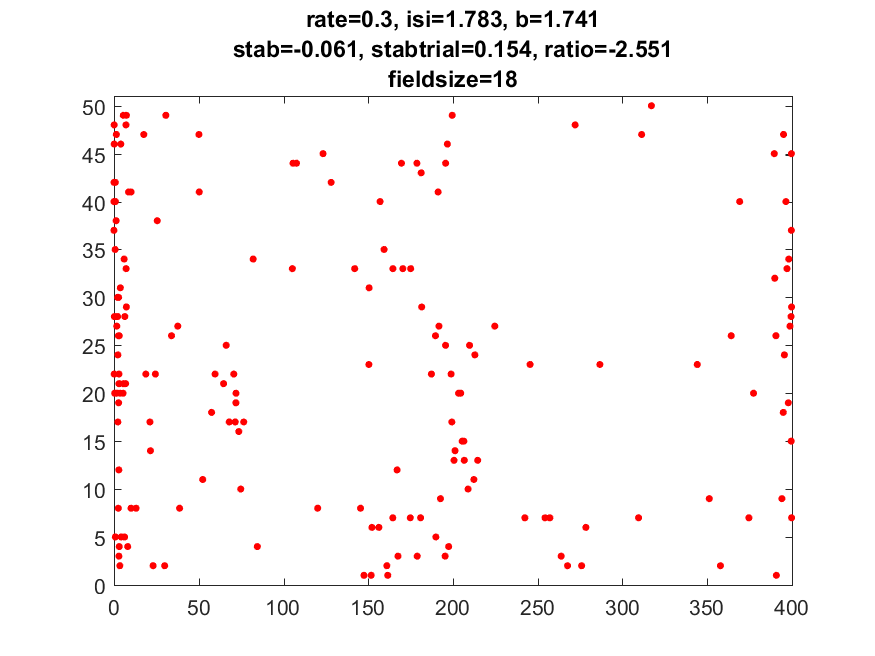 rate=0.3, isi=1.783, b=1.741
stab=-0.061, stabtrial=0.154, ratio=-2.551
fieldsize=18
50
45
40
35
30
25
20
15
10
5
0
0 50 100 150 200 250 300 350 400